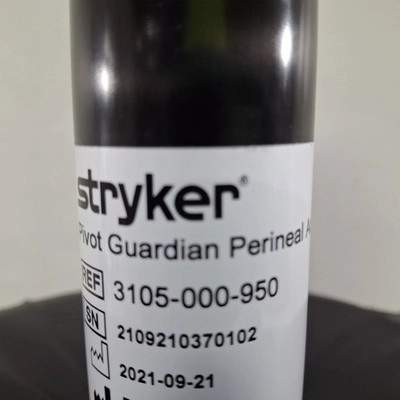 stryker®
Pivot Guardian Perineal
REF 3105-000-950
SN 2109210370102
2021-09-21